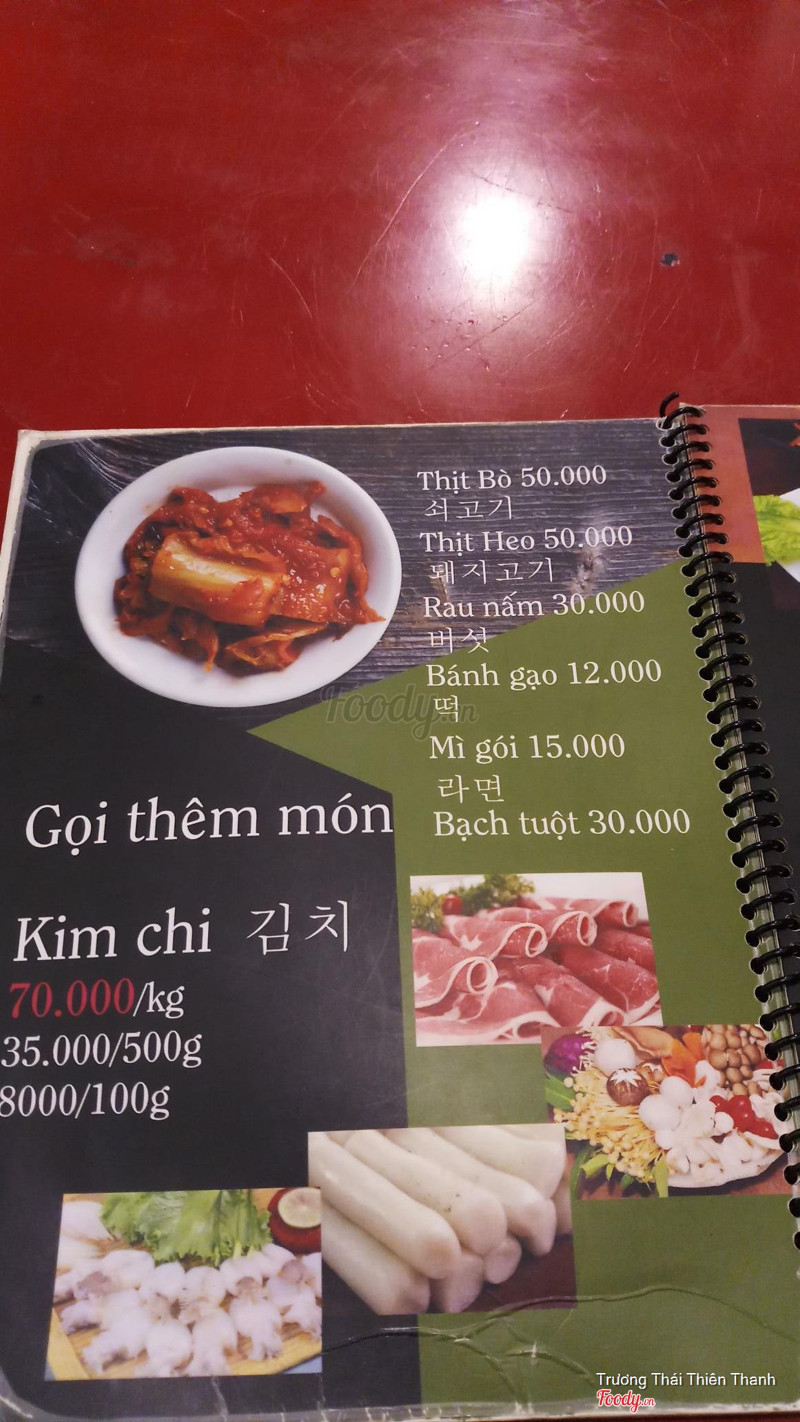 Thịt Bò 50.000
쇠고기
Thịt Heo 50.000
돼지고기
Rau nấm 30.000
버섯
Bánh gạo 12.000
떡
Mì gói 15.000
라면
Bạch tuột 30.000
Gọi thêm món
Kim chi 김치
70.000/kg
35.000/500g
8000/100g
Foody.vn
Trương Thái Thiên Thanh
Foody.vn